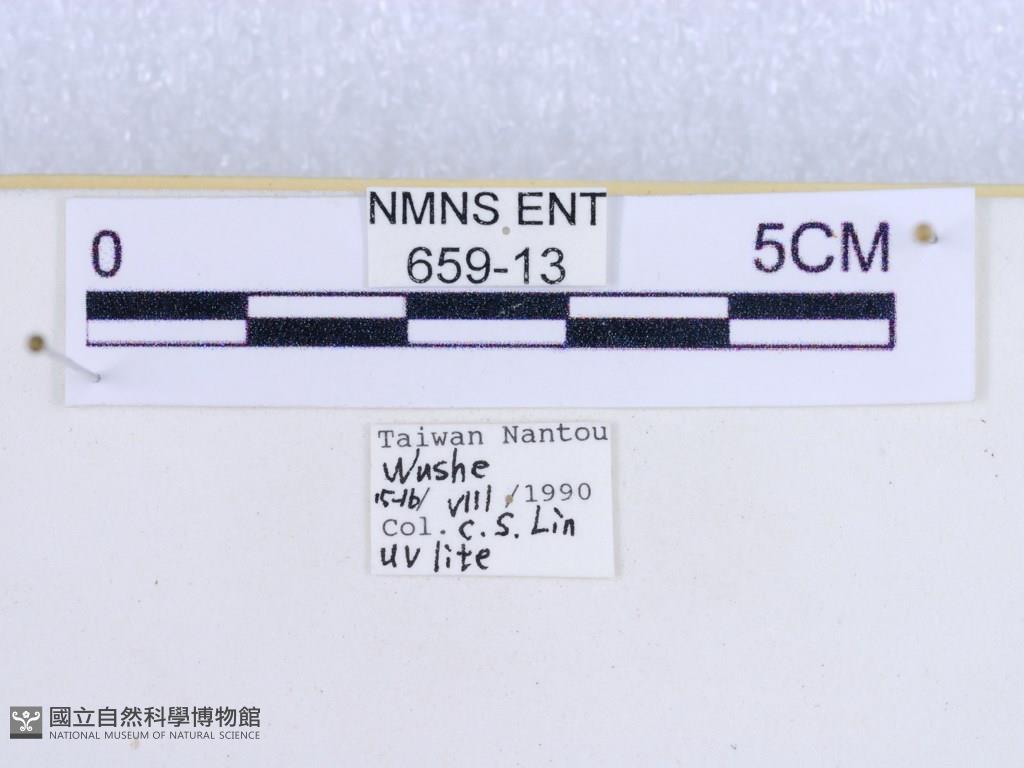 NMNS ENT
659-13
0
5CM
Taiwan Nantou
Wushe
15-16/ VIII /1990
Col. C. S. Lin
UV lite
國立自然科學博物館
NATIONAL MUSEUM OF NATURAL SCIENCE